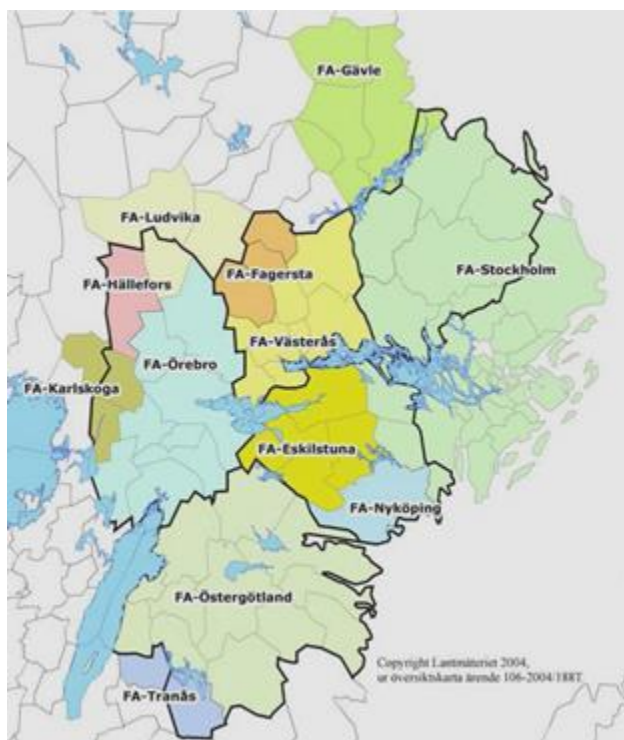 FA-Gävle
FA-Ludvika
FA-Hällefors
FA-Fagersta
FA-Stockholm
FA-Västerås
FA-Örebro
FA-Karlskoga
FA-Eskilstuna
FA-Nyköping
FA-Östergötland
FA-Tranås
Copyright Lantmäteriet 2004,
ur översiktskarta ärende 106-2004/188T